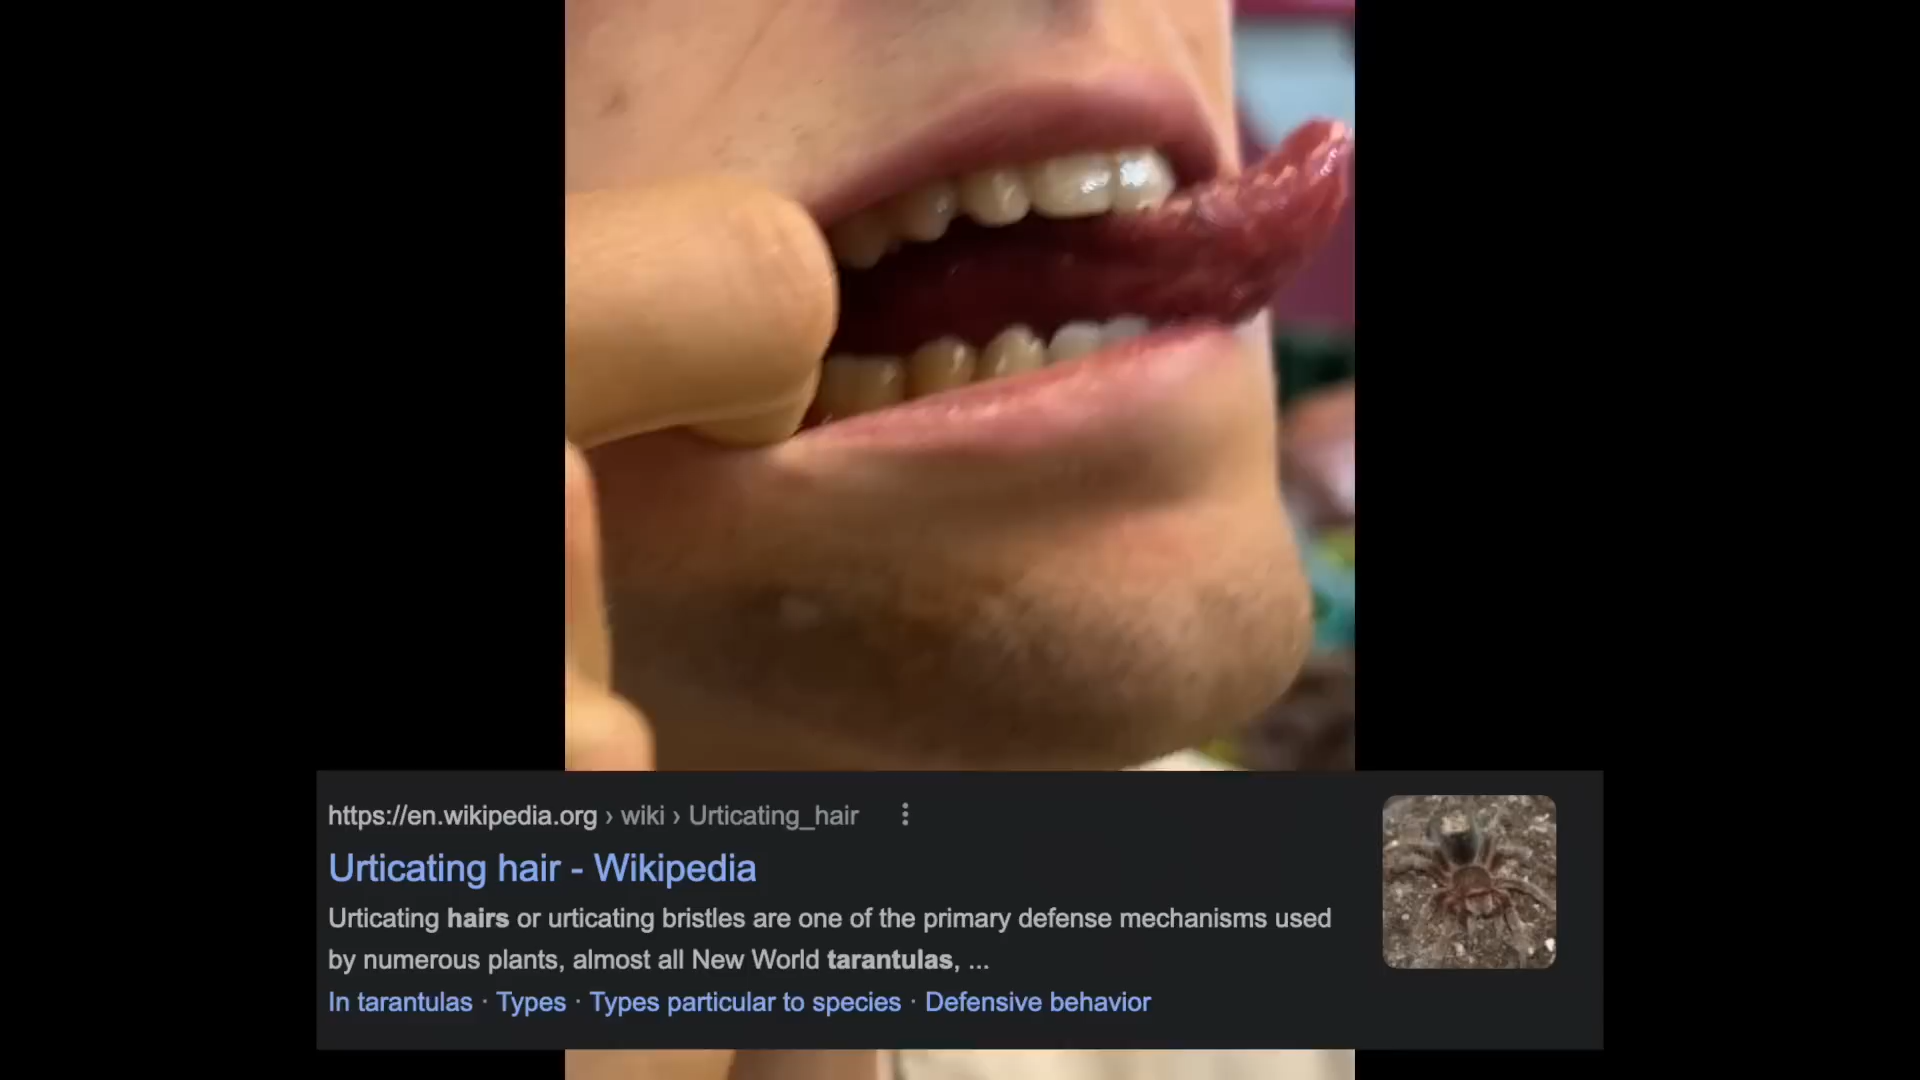 https://en.wikipedia.org › wiki › Urticating_hair
Urticating hair - Wikipedia
Urticating hairs or urticating bristles are one of the primary defense mechanisms used
by numerous plants, almost all New World tarantulas, ...
In tarantulas · Types · Types particular to species · Defensive behavior